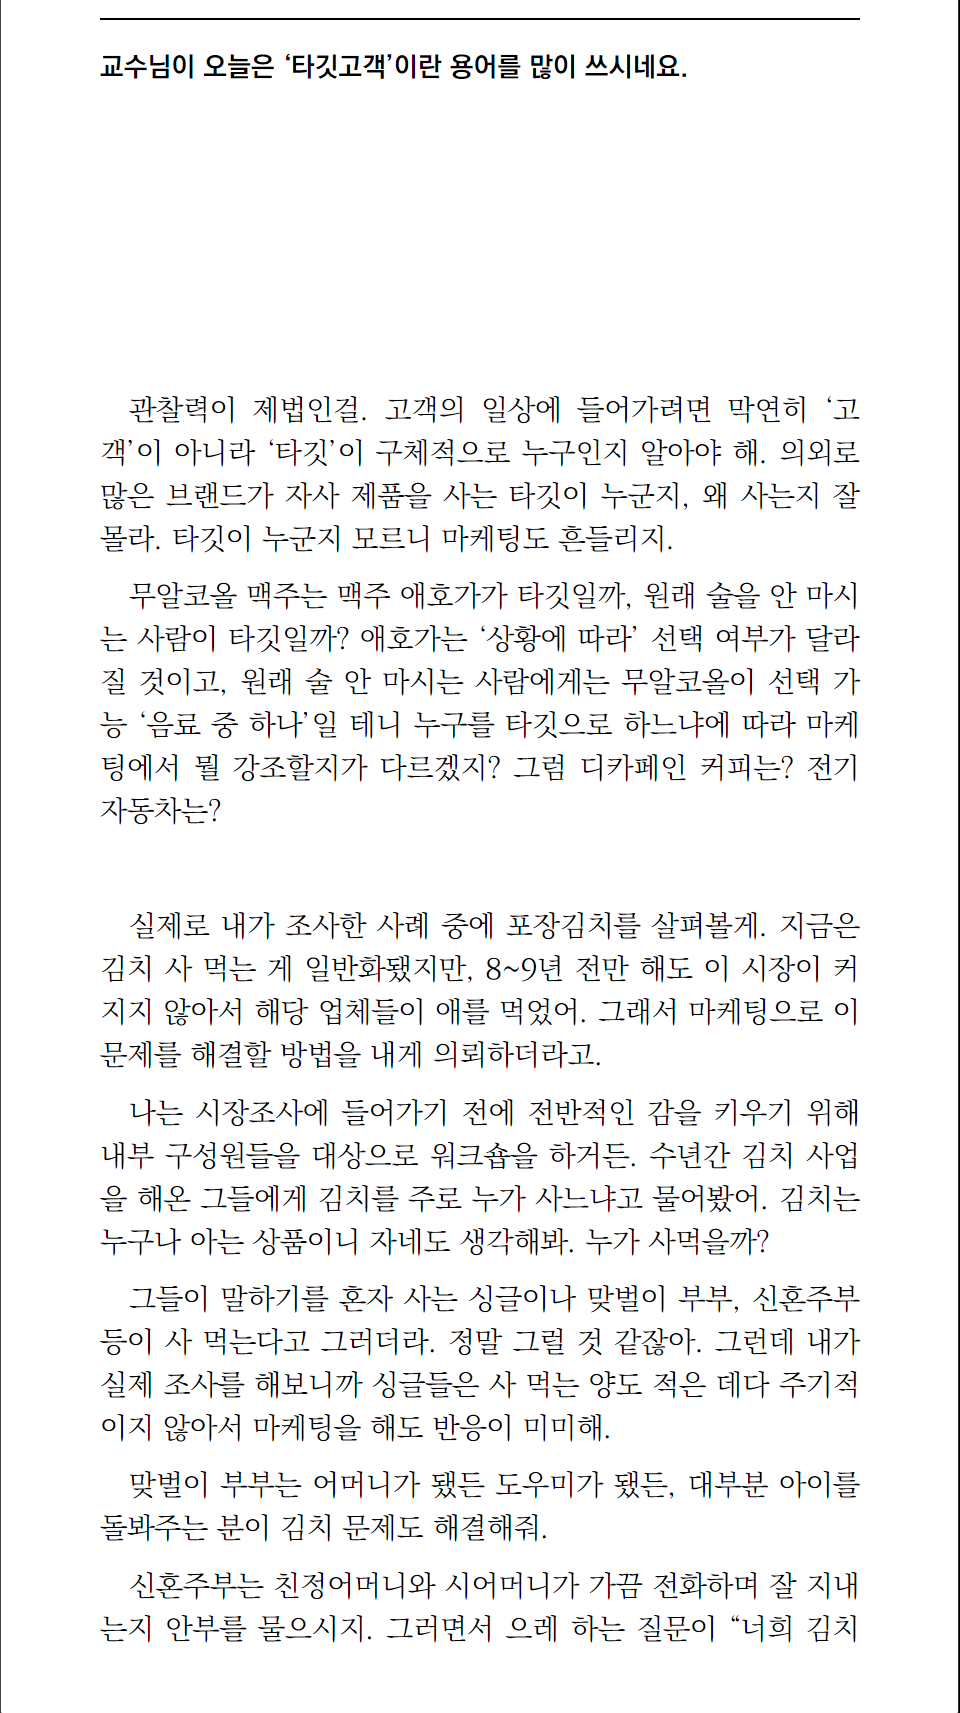 교수님이 오늘은 ‘타깃고객’이란 용어를 많이 쓰시네요.
관찰력이 제법인걸. 고객의 일상에 들어가려면 막연히 ‘고
객’이 아니라 ‘타깃’이 구체적으로 누구인지 알아야 해. 의외로
많은 브랜드가 자사 제품을 사는 타깃이 누군지, 왜 사는지 잘
몰라. 타깃이 누군지 모르니 마케팅도 흔들리지.
무알코올 맥주는 맥주 애호가가 타깃일까, 원래 술을 안 마시
는 사람이 타깃일까? 애호가는 ‘상황에 따라’ 선택 여부가 달라
질 것이고, 원래 술 안 마시는 사람에게는 무알코올이 선택 가
능 ‘음료 중 하나’일 테니 누구를 타깃으로 하느냐에 따라 마케
팅에서 뭘 강조할지가 다르겠지? 그럼 디카페인 커피는? 전기
자동차는?
실제로 내가 조사한 사례 중에 포장김치를 살펴볼게. 지금은
김치 사 먹는 게 일반화됐지만, 8~9년 전만 해도 이 시장이 커
지지 않아서 해당 업체들이 애를 먹었어. 그래서 마케팅으로 이
문제를 해결할 방법을 내게 의뢰하더라고.
나는 시장조사에 들어가기 전에 전반적인 감을 키우기 위해
내부 구성원들을 대상으로 워크숍을 하거든. 수년간 김치 사업
을 해온 그들에게 김치를 주로 누가 사느냐고 물어봤어. 김치는
누구나 아는 상품이니 자네도 생각해봐. 누가 사먹을까?
그들이 말하기를 혼자 사는 싱글이나 맞벌이 부부, 신혼주부
등이 사 먹는다고 그러더라. 정말 그럴 것 같잖아. 그런데 내가
실제 조사를 해보니까 싱글들은 사 먹는 양도 적은 데다 주기적
이지 않아서 마케팅을 해도 반응이 미미해.
맞벌이 부부는 어머니가 됐든 도우미가 됐든, 대부분 아이를
돌봐주는 분이 김치 문제도 해결해줘.
신혼주부는 친정어머니와 시어머니가 가끔 전화하며 잘 지내
는지 안부를 물으시지. 그러면서 으레 하는 질문이 “너희 김치